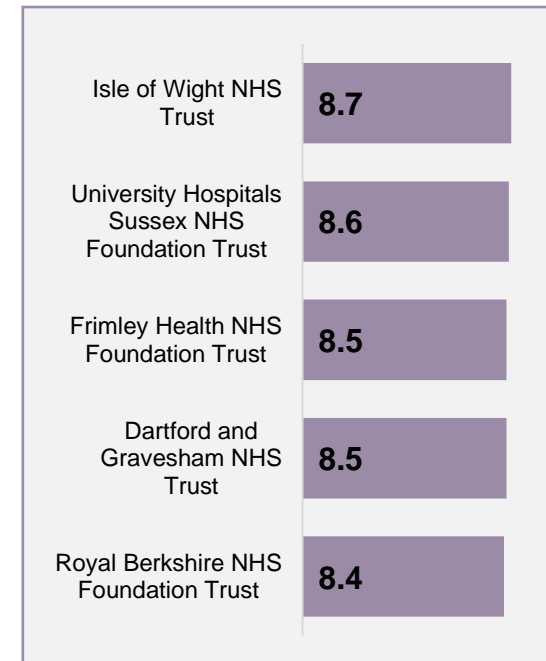 Isle of Wight NHS
Trust
8.7
University Hospitals
Sussex NHS
Foundation Trust
8.6
Frimley Health NHS
Foundation Trust
8.5
Dartford and
Gravesham NHS
Trust
8.5
Royal Berkshire NHS
Foundation Trust
8.4